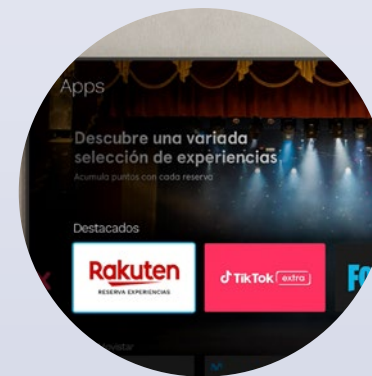 Apps
Descubre una variada
selección de experiencias
Acumula puntos con cada reserva
Destacados
Rakuten
RESERVA EXPERIENCIAS
TikTok extra